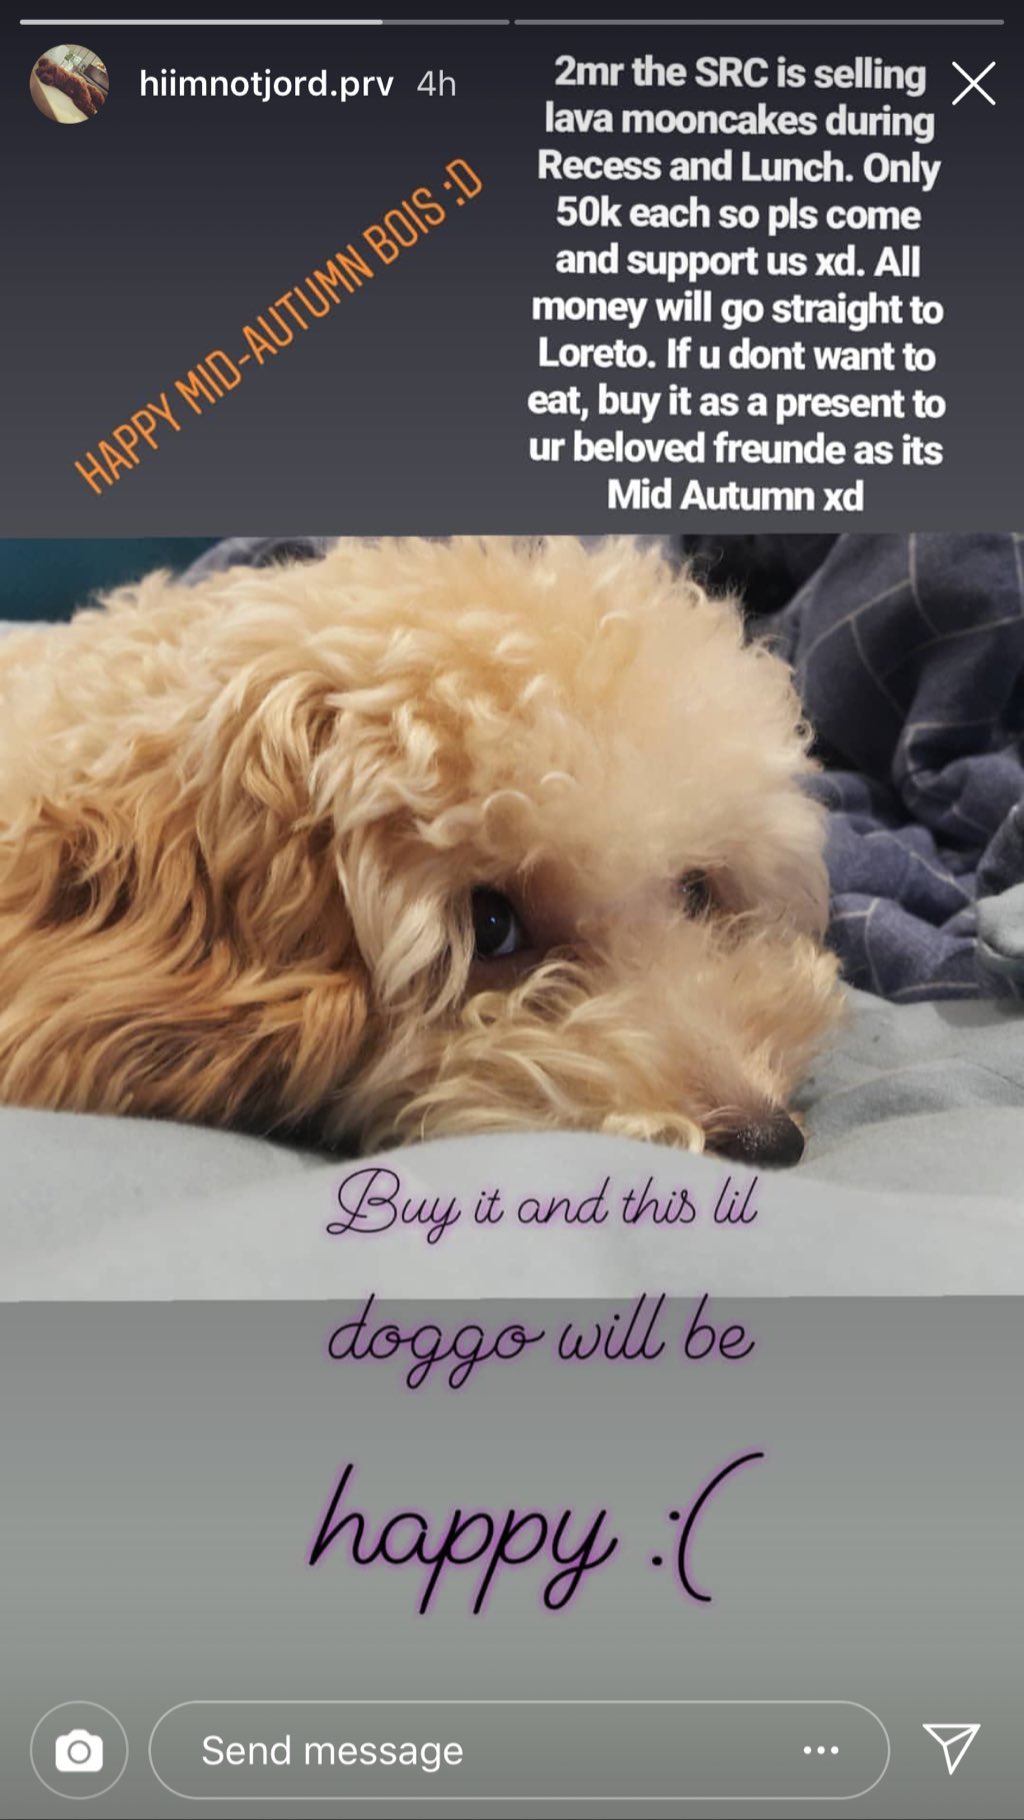 hiimnotjord.prv 4h
2mr the SRC is selling
lava mooncakes during
Recess and Lunch. Only
50k each so pls come
and support us xd. All
money will go straight to
Loreto. If u dont want to
eat, buy it as a present to
ur beloved freunde as its
Mid Autumn xd
HAPPY MID-AUTUMN BOIS :D
Buy it and this lil
doggo will be
happy :(
Send message